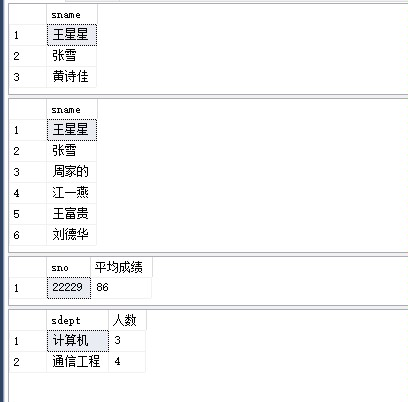 sname
1 王星星
2 张雪
3 黄诗佳
sname
1 王星星
2 张雪
3 周家的
4 江一燕
5 王富贵
6 刘德华
sno 平均成绩
1 22229 86
sdept 人数
1 计算机 3
2 通信工程 4